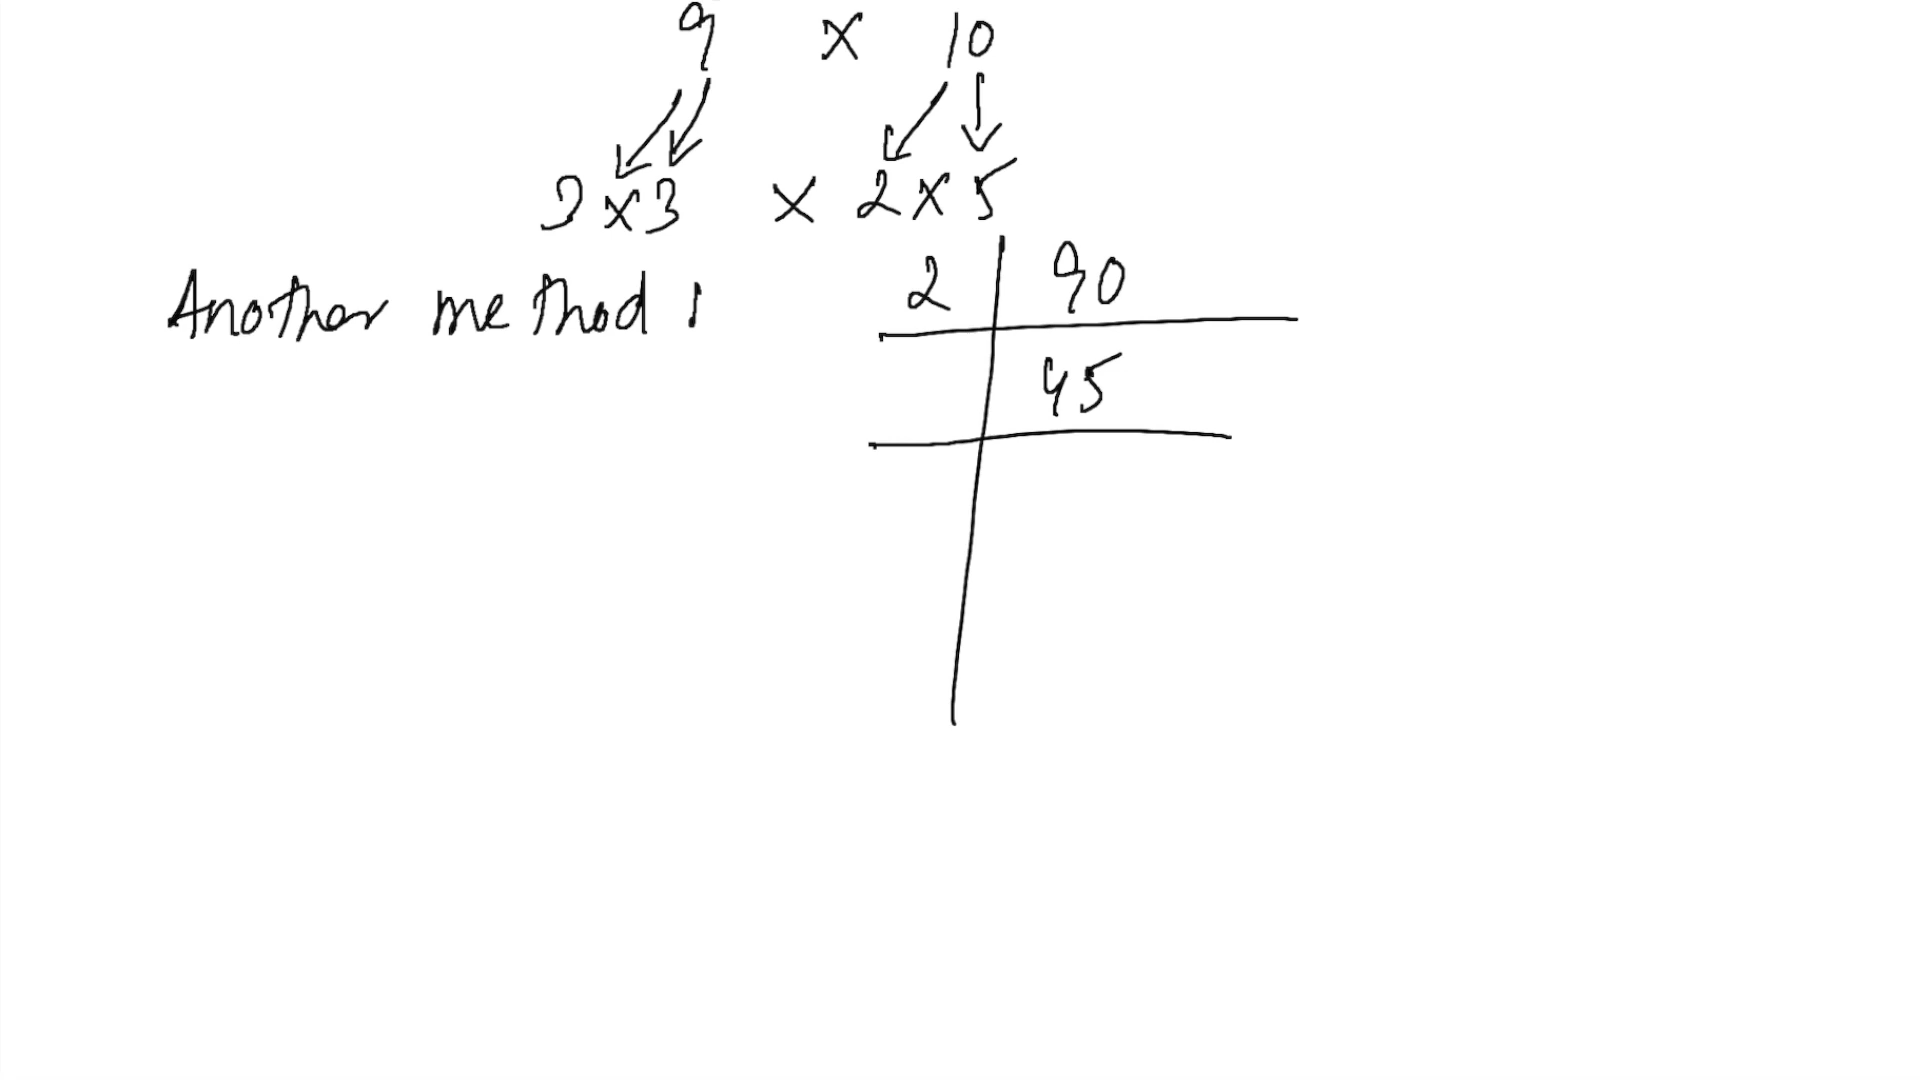 9 x 10
3 x 3 x 2 x 5
Another method :
2 | 90
45